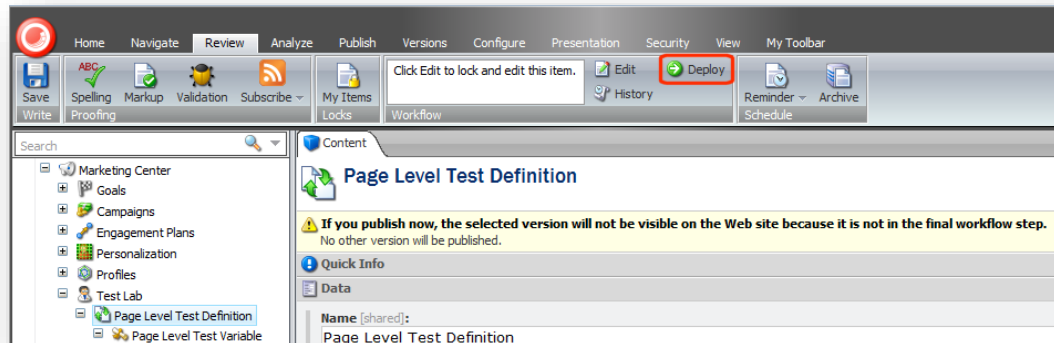 Home Navigate Review Analyze Publish Versions Configure Presentation Security View My Toolbar
Click Edit to lock and edit this item. Edit Deploy
ABC
Save Spelling Markup Validation Subscribe My Items History Reminder Archive
Write Proofing Locks Workflow Schedule
Search Content
Marketing Center
Goals
Campaigns
Engagement Plans
Personalization
Profiles
Test Lab
Page Level Test Definition
Page Level Test Variable
Page Level Test Definition
If you publish now, the selected version will not be visible on the Web site because it is not in the final workflow step.
No other version will be published.
Quick Info
Data
Name [shared]:
Page Level Test Definition